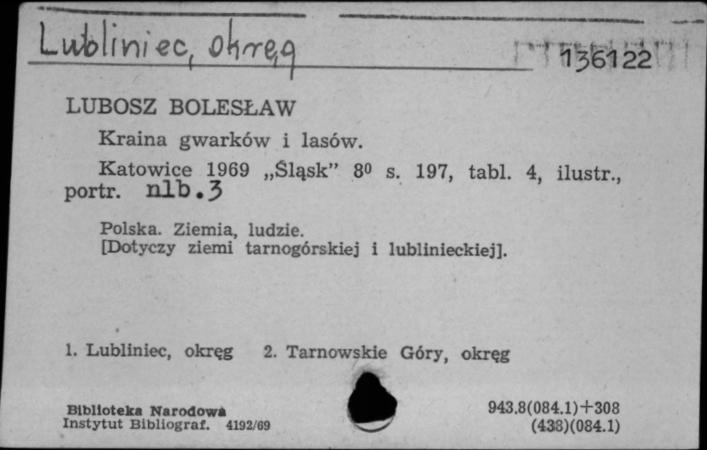 Lubliniec, okręg
136122
LUBOSZ BOLESŁAW
Kraina gwarków i lasów.
Katowice 1969 „Śląsk” 8⁰ s. 197, tabl. 4, ilustr.,
portr. nlb. 3
Polska. Ziemia, ludzie.
[Dotyczy ziemi tarnogórskiej i lublinieckiej].
1. Lubliniec, okręg 2. Tarnowskie Góry, okręg
Biblioteka Narodowa 943.8(084.1)+308
Instytut Bibliograf. 4192/69 (438)(084.1)